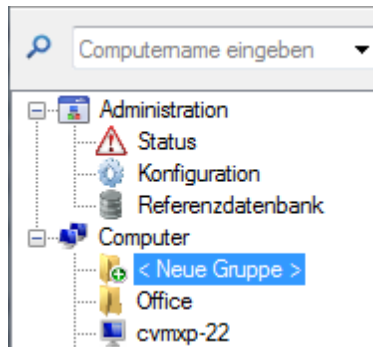 Computername eingeben
Administration
Status
Konfiguration
Referenzdatenbank
Computer
< Neue Gruppe >
Office
cvmxp-22